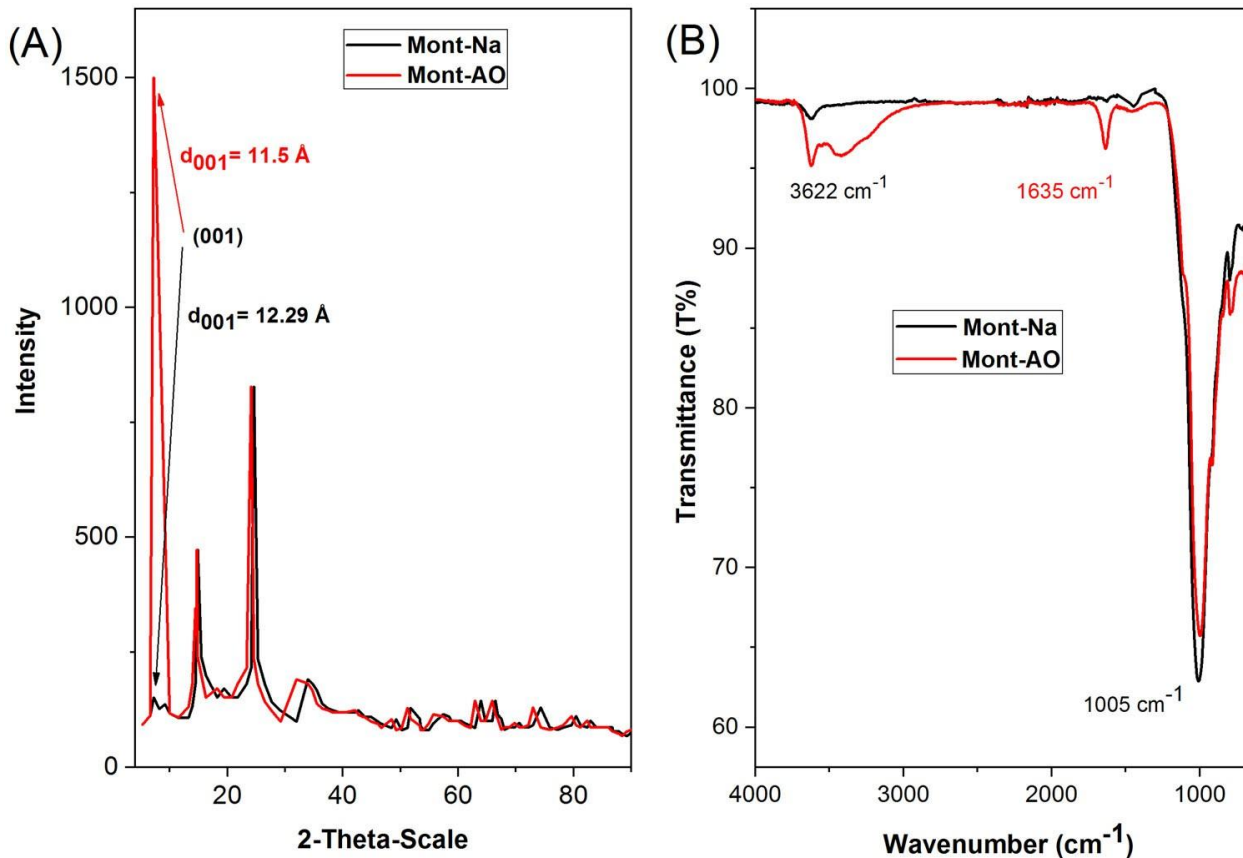 (A)
Mont-Na
Mont-AO
1500
1000
500
0
d001= 11.5 Å
(001)
d001= 12.29 Å
20
40
60
80
Intensity
2-Theta-Scale
(B)
100
90
80
70
60
3622 cm-1
1635 cm-1
Mont-Na
Mont-AO
1005 cm-1
4000
3000
2000
1000
Transmittance (T%)
Wavenumber (cm-1)